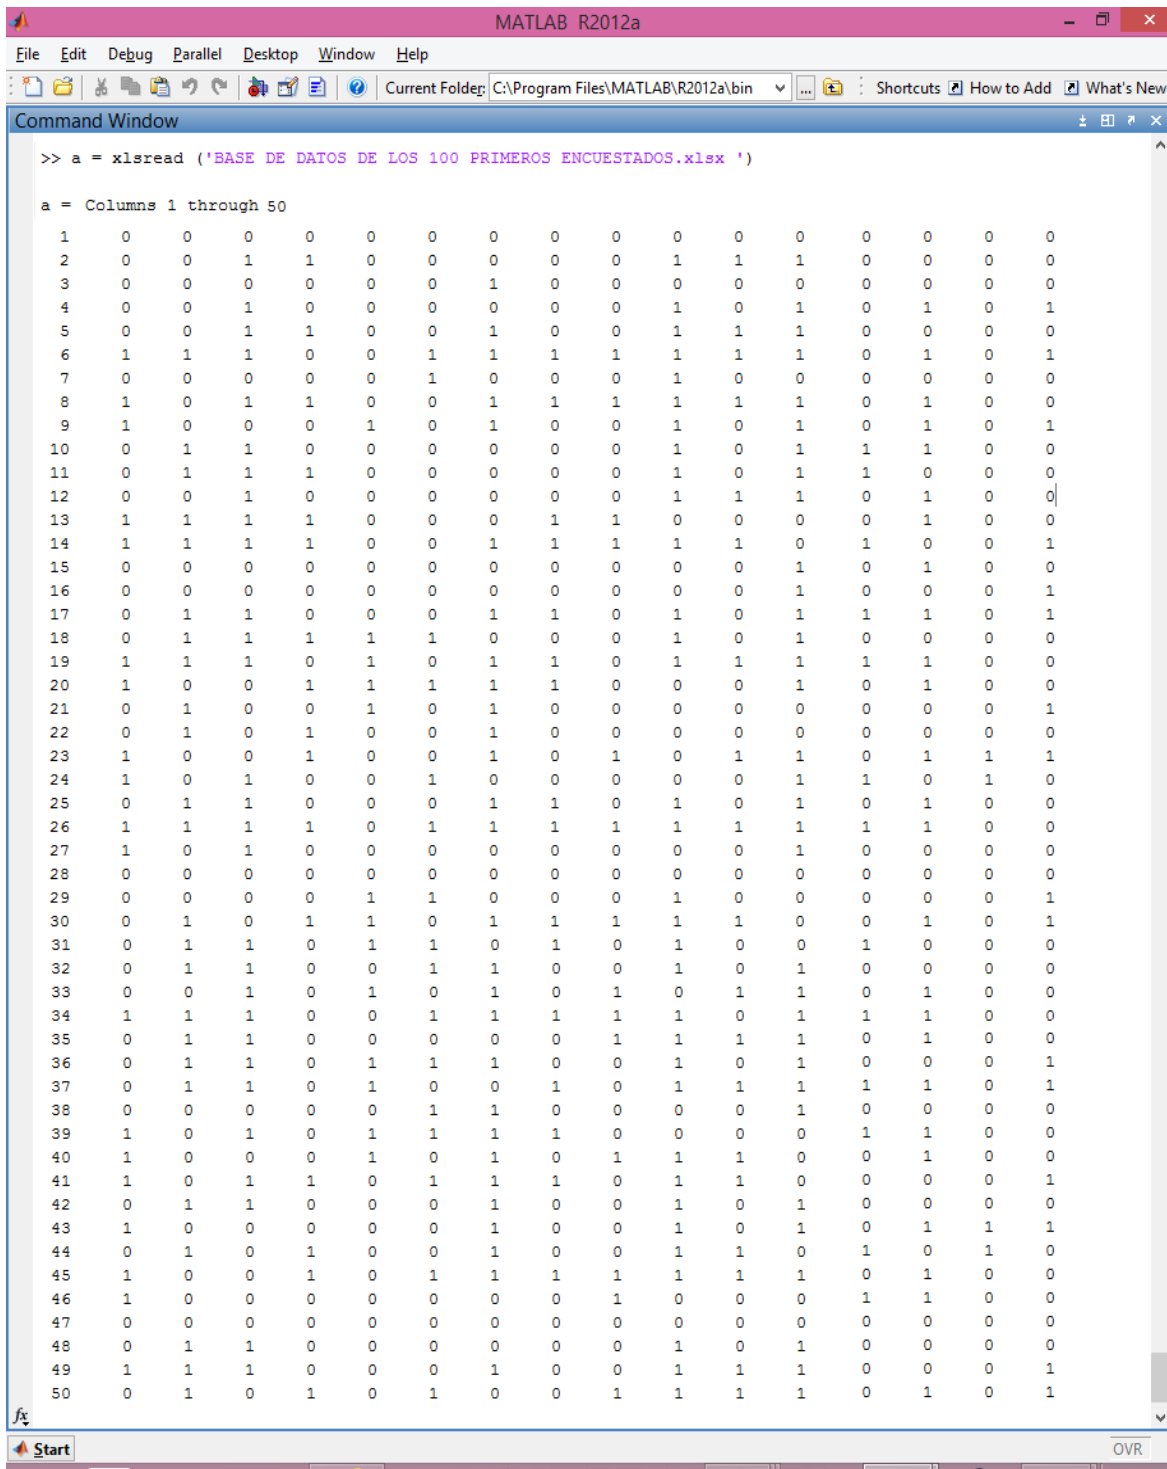 MATLAB R2012a
File Edit Debug Parallel Desktop Window Help
Current Folder: C:\Program Files\MATLAB\R2012a\bin ... Shortcuts How to Add What's New
Command Window
>> a = xlsread ('BASE DE DATOS DE LOS 100 PRIMEROS ENCUESTADOS.xlsx ')
a = Columns 1 through 50
1 0 0 0 0 0 0 0 0 0 0 0 0 0 0 0 0
2 0 0 1 1 0 0 0 0 0 1 1 1 0 0 0 0
3 0 0 0 0 0 0 1 0 0 0 0 0 0 0 0 0
4 0 0 1 0 0 0 0 0 0 1 0 1 0 1 0 1
5 0 0 1 1 0 0 1 0 0 1 1 1 0 0 0 0
6 1 1 1 0 0 1 1 1 1 1 1 1 0 1 0 1
7 0 0 0 0 0 1 0 0 0 1 0 0 0 0 0 0
8 1 0 1 1 0 0 1 1 1 1 1 1 0 1 0 0
9 1 0 0 0 1 0 1 0 0 1 0 1 0 1 0 1
10 0 1 1 0 0 0 0 0 0 1 0 1 1 1 0 0
11 0 1 1 1 0 0 0 0 0 1 0 1 1 0 0 0
12 0 0 1 0 0 0 0 0 0 1 1 1 0 1 0 0
13 1 1 1 1 0 0 0 1 1 0 0 0 0 1 0 0
14 1 1 1 1 0 0 1 1 1 1 1 0 1 0 0 1
15 0 0 0 0 0 0 0 0 0 0 0 1 0 1 0 0
16 0 0 0 0 0 0 0 0 0 0 0 1 0 0 0 1
17 0 1 1 0 0 0 1 1 0 1 0 1 1 1 0 1
18 0 1 1 1 1 1 0 0 0 1 0 1 0 0 0 0
19 1 1 1 0 1 0 1 1 0 1 1 1 1 1 0 0
20 1 0 0 1 1 1 1 1 0 0 0 1 0 1 0 0
21 0 1 0 0 1 0 1 0 0 0 0 0 0 0 0 1
22 0 1 0 1 0 0 1 0 0 0 0 0 0 0 0 0
23 1 0 0 1 0 0 1 0 1 0 1 1 0 1 1 1
24 1 0 1 0 0 1 0 0 0 0 0 1 1 0 1 0
25 0 1 1 0 0 0 1 1 0 1 0 1 0 1 0 0
26 1 1 1 1 0 1 1 1 1 1 1 1 1 1 0 0
27 1 0 1 0 0 0 0 0 0 0 0 1 0 0 0 0
28 0 0 0 0 0 0 0 0 0 0 0 0 0 0 0 0
29 0 0 0 0 1 1 0 0 0 1 0 0 0 0 0 1
30 0 1 0 1 1 0 1 1 1 1 1 0 0 1 0 1
31 0 1 1 0 1 1 0 1 0 1 0 0 1 0 0 0
32 0 1 1 0 0 1 1 0 0 1 0 1 0 0 0 0
33 0 0 1 0 1 0 1 0 1 0 1 1 0 1 0 0
34 1 1 1 0 0 1 1 1 1 1 0 1 1 1 0 0
35 0 1 1 0 0 0 0 0 1 1 1 1 0 1 0 0
36 0 1 1 0 1 1 1 0 0 1 0 1 0 0 0 1
37 0 1 1 0 1 0 0 1 0 1 1 1 1 1 0 1
38 0 0 0 0 0 1 1 0 0 0 0 1 0 0 0 0
39 1 0 1 0 1 1 1 1 0 0 0 0 1 1 0 0
40 1 0 0 0 1 0 1 0 1 1 1 0 0 1 0 0
41 1 0 1 1 0 1 1 1 0 1 1 0 0 0 0 1
42 0 1 1 0 0 0 1 0 0 1 0 1 0 0 0 0
43 1 0 0 0 0 0 1 0 0 1 0 1 0 1 1 1
44 0 1 0 1 0 0 1 0 0 1 1 0 1 0 1 0
45 1 0 0 1 0 1 1 1 1 1 1 1 0 1 0 0
46 1 0 0 0 0 0 0 0 1 0 0 0 1 1 0 0
47 0 0 0 0 0 0 0 0 0 0 0 0 0 0 0 0
48 0 1 1 0 0 0 0 0 0 1 0 1 0 0 0 0
49 1 1 1 0 0 0 1 0 0 1 1 1 0 0 0 1
50 0 1 0 1 0 1 0 0 1 1 1 1 0 1 0 1
fx
Start OVR